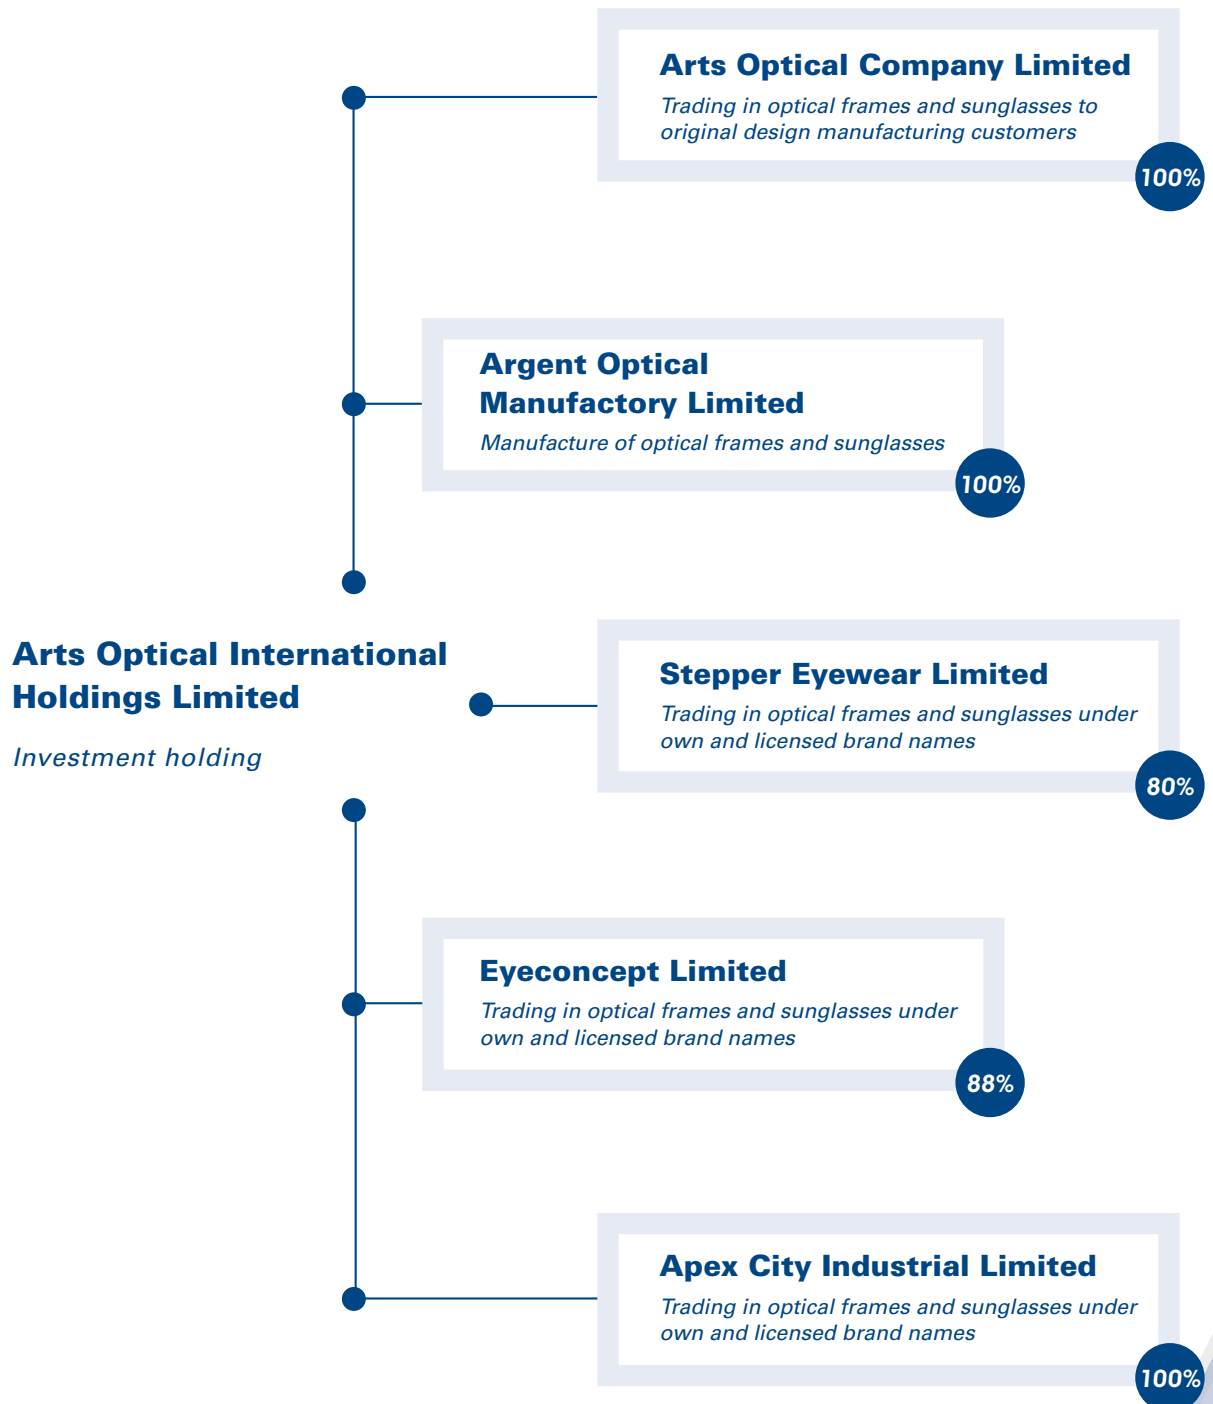 Arts Optical Company Limited
Trading in optical frames and sunglasses to
original design manufacturing customers
100%
Argent Optical
Manufactory Limited
Manufacture of optical frames and sunglasses
100%
Arts Optical International
Holdings Limited
Investment holding
Stepper Eyewear Limited
Trading in optical frames and sunglasses under
own and licensed brand names
80%
Eyeconcept Limited
Trading in optical frames and sunglasses under
own and licensed brand names
88%
Apex City Industrial Limited
Trading in optical frames and sunglasses under
own and licensed brand names
100%